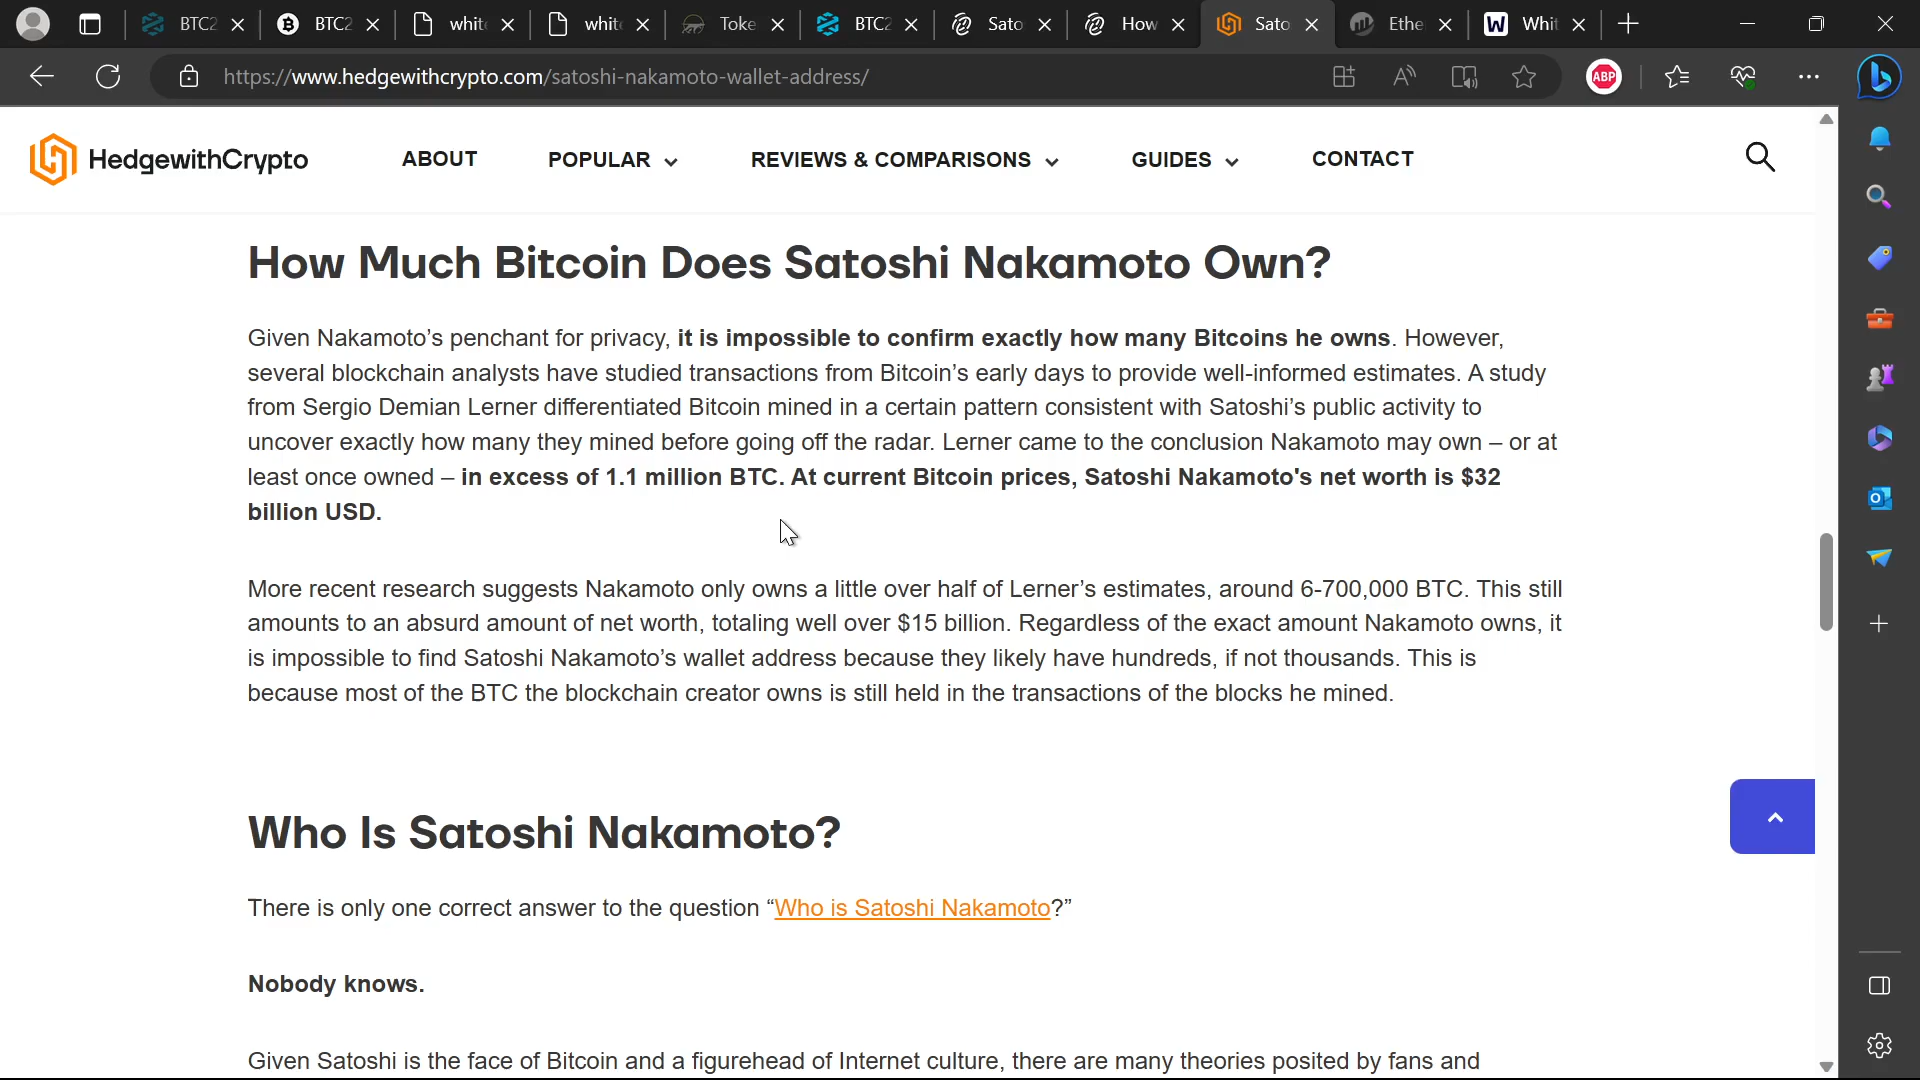 BTC2
BTC2
whit
whit
Toke
BTC2
Sato
How
Sato
Ethe
Whit
https://www.hedgewithcrypto.com/satoshi-nakamoto-wallet-address/
ABP
HedgewithCrypto
ABOUT
POPULAR
REVIEWS & COMPARISONS
GUIDES
CONTACT
How Much Bitcoin Does Satoshi Nakamoto Own?
Given Nakamoto’s penchant for privacy, it is impossible to confirm exactly how many Bitcoins he owns. However,
several blockchain analysts have studied transactions from Bitcoin’s early days to provide well-informed estimates. A study
from Sergio Demian Lerner differentiated Bitcoin mined in a certain pattern consistent with Satoshi’s public activity to
uncover exactly how many they mined before going off the radar. Lerner came to the conclusion Nakamoto may own – or at
least once owned – in excess of 1.1 million BTC. At current Bitcoin prices, Satoshi Nakamoto's net worth is $32
billion USD.
More recent research suggests Nakamoto only owns a little over half of Lerner’s estimates, around 6-700,000 BTC. This still
amounts to an absurd amount of net worth, totaling well over $15 billion. Regardless of the exact amount Nakamoto owns, it
is impossible to find Satoshi Nakamoto’s wallet address because they likely have hundreds, if not thousands. This is
because most of the BTC the blockchain creator owns is still held in the transactions of the blocks he mined.
Who Is Satoshi Nakamoto?
There is only one correct answer to the question “Who is Satoshi Nakamoto?”
Nobody knows.
Given Satoshi is the face of Bitcoin and a figurehead of Internet culture, there are many theories posited by fans and